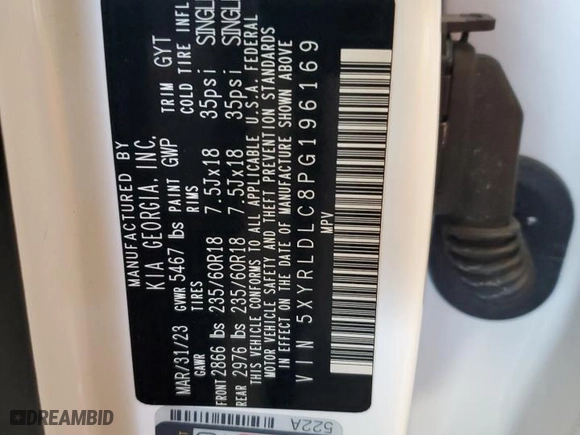 MANUFACTURED BY
KIA GEORGIA, INC.
MAR/31/23 GVWR 5467 lbs PAINT GWP TRIM GYT
GAWR TIRES RIMS COLD TIRE INFL
FRONT 2866 lbs 235/60R18 7.5Jx18 35psi SINGL
REAR 2976 lbs 235/60R18 7.5Jx18 35psi SINGL
THIS VEHICLE CONFORMS TO ALL APPLICABLE U.S.A. FEDERAL
MOTOR VEHICLE SAFETY AND THEFT PREVENTION STANDARDS
IN EFFECT ON THE DATE OF MANUFACTURE SHOWN ABOVE
VIN 5XYRLDLC8PG196169
MPV
522A
DREAMBID